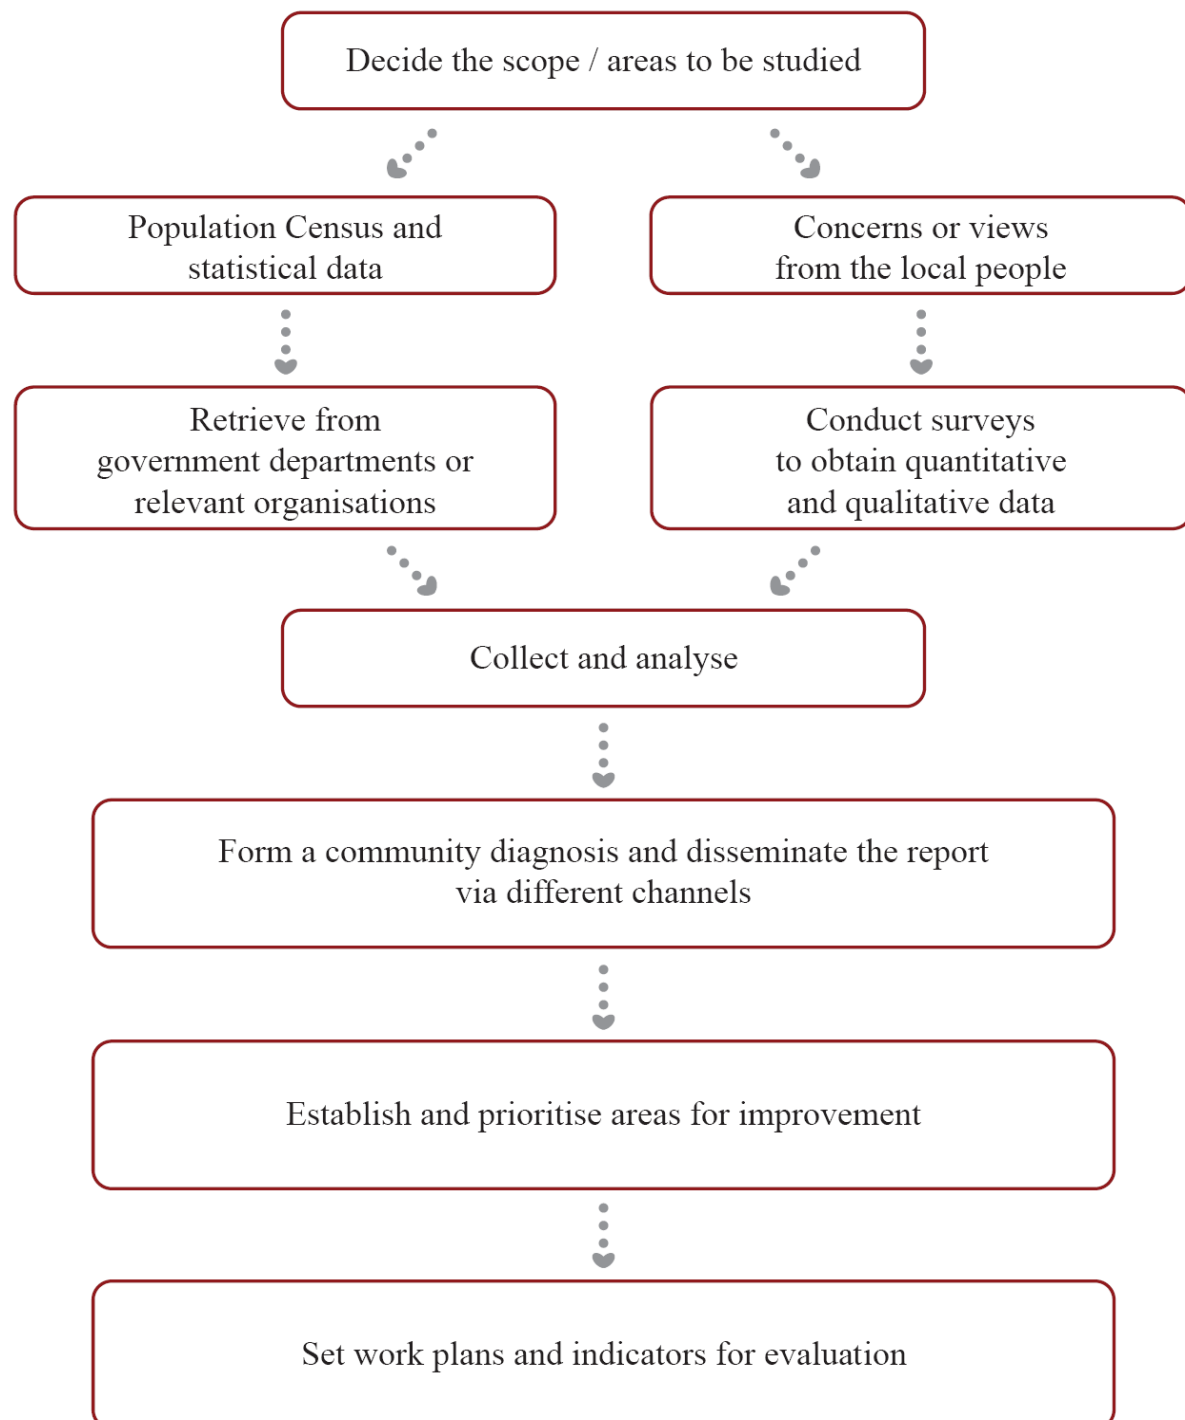 Decide the scope / areas to be studied
Population Census and
statistical data
Concerns or views
from the local people
Retrieve from
government departments or
relevant organisations
Conduct surveys
to obtain quantitative
and qualitative data
Collect and analyse
Form a community diagnosis and disseminate the report
via different channels
Establish and prioritise areas for improvement
Set work plans and indicators for evaluation